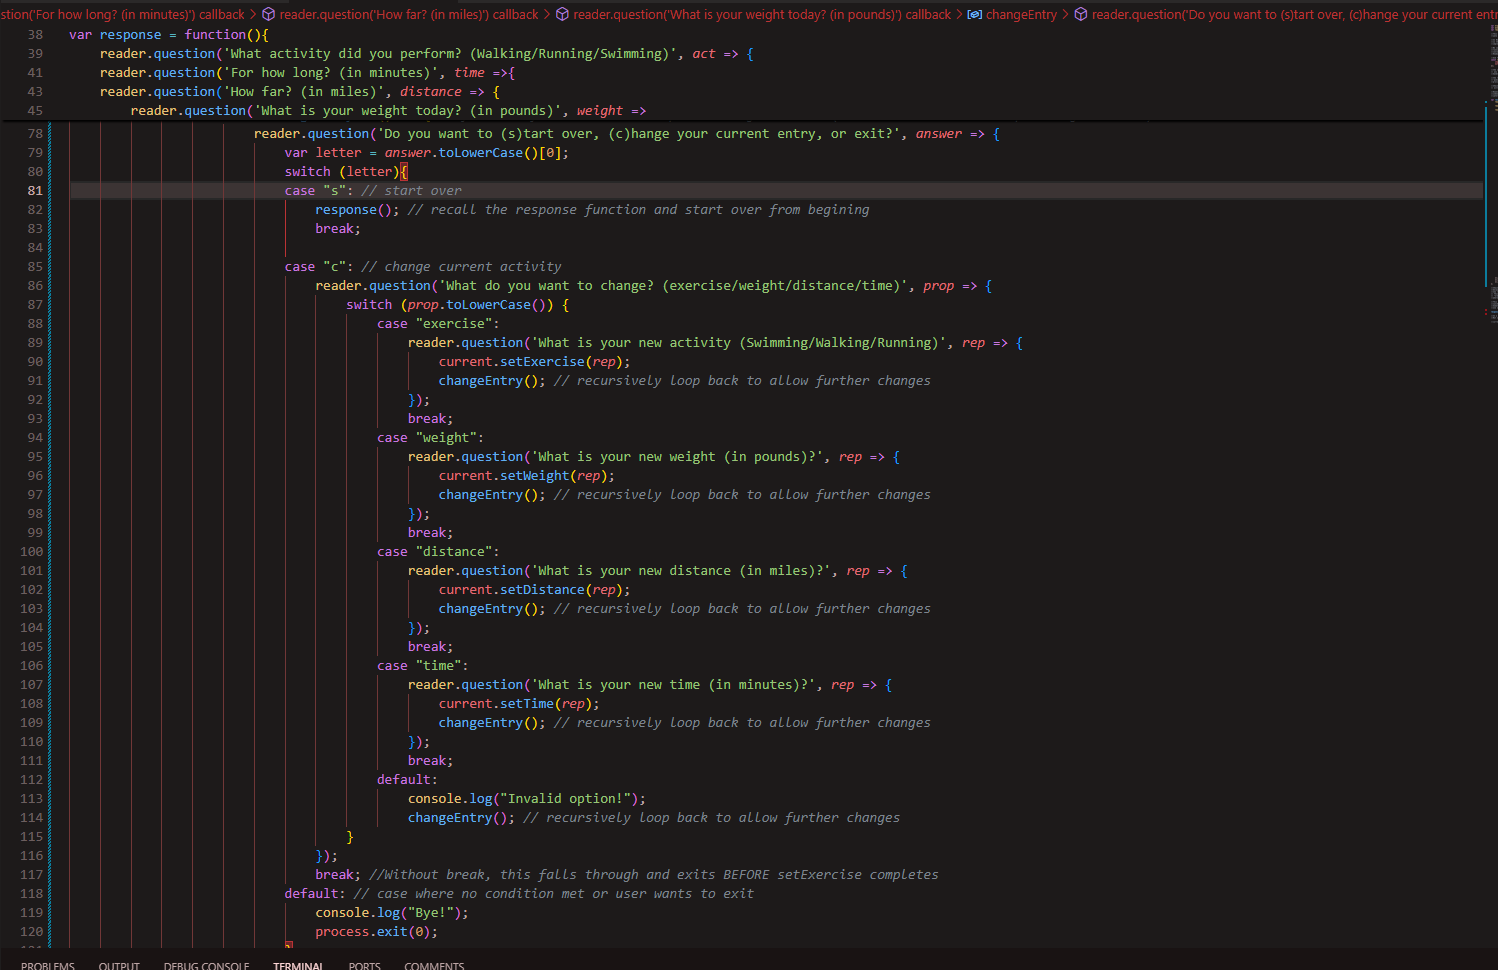 stion('For how long? (in minutes)') callback > reader.question('How far? (in miles)') callback > reader.question('What is your weight today? (in pounds)') callback > changeEntry > reader.question('Do you want to (s)tart over, (c)hange your current entr
38 var response = function(){
39 reader.question('What activity did you perform? (Walking/Running/Swimming)', act => {
41 reader.question('For how long? (in minutes)', time =>{
43 reader.question('How far? (in miles)', distance => {
45 reader.question('What is your weight today? (in pounds)', weight =>
78 reader.question('Do you want to (s)tart over, (c)hange your current entry, or exit?', answer => {
79 var letter = answer.toLowerCase()[0];
80 switch (letter){
81 case "s": // start over
82 response(); // recall the response function and start over from begining
83 break;
84
85 case "c": // change current activity
86 reader.question('What do you want to change? (exercise/weight/distance/time)', prop => {
87 switch (prop.toLowerCase()) {
88 case "exercise":
89 reader.question('What is your new activity (Swimming/Walking/Running)', rep => {
90 current.setExercise(rep);
91 changeEntry(); // recursively loop back to allow further changes
92 });
93 break;
94 case "weight":
95 reader.question('What is your new weight (in pounds)?', rep => {
96 current.setWeight(rep);
97 changeEntry(); // recursively loop back to allow further changes
98 });
99 break;
100 case "distance":
101 reader.question('What is your new distance (in miles)?', rep => {
102 current.setDistance(rep);
103 changeEntry(); // recursively loop back to allow further changes
104 });
105 break;
106 case "time":
107 reader.question('What is your new time (in minutes)?', rep => {
108 current.setTime(rep);
109 changeEntry(); // recursively loop back to allow further changes
110 });
111 break;
112 default:
113 console.log("Invalid option!");
114 changeEntry(); // recursively loop back to allow further changes
115 }
116 });
117 break; //Without break, this falls through and exits BEFORE setExercise completes
118 default: // case where no condition met or user wants to exit
119 console.log("Bye!");
120 process.exit(0);
PROBLEMS OUTPUT DEBUG CONSOLE TERMINAL PORTS COMMENTS